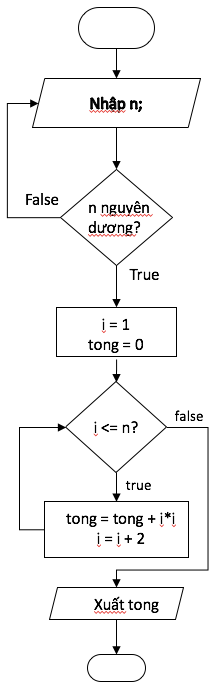 Nhập n;
False
n nguyên
dương?
True
i = 1
tong = 0
i <= n?
false
true
tong = tong + i*i
i = i + 2
Xuất tong